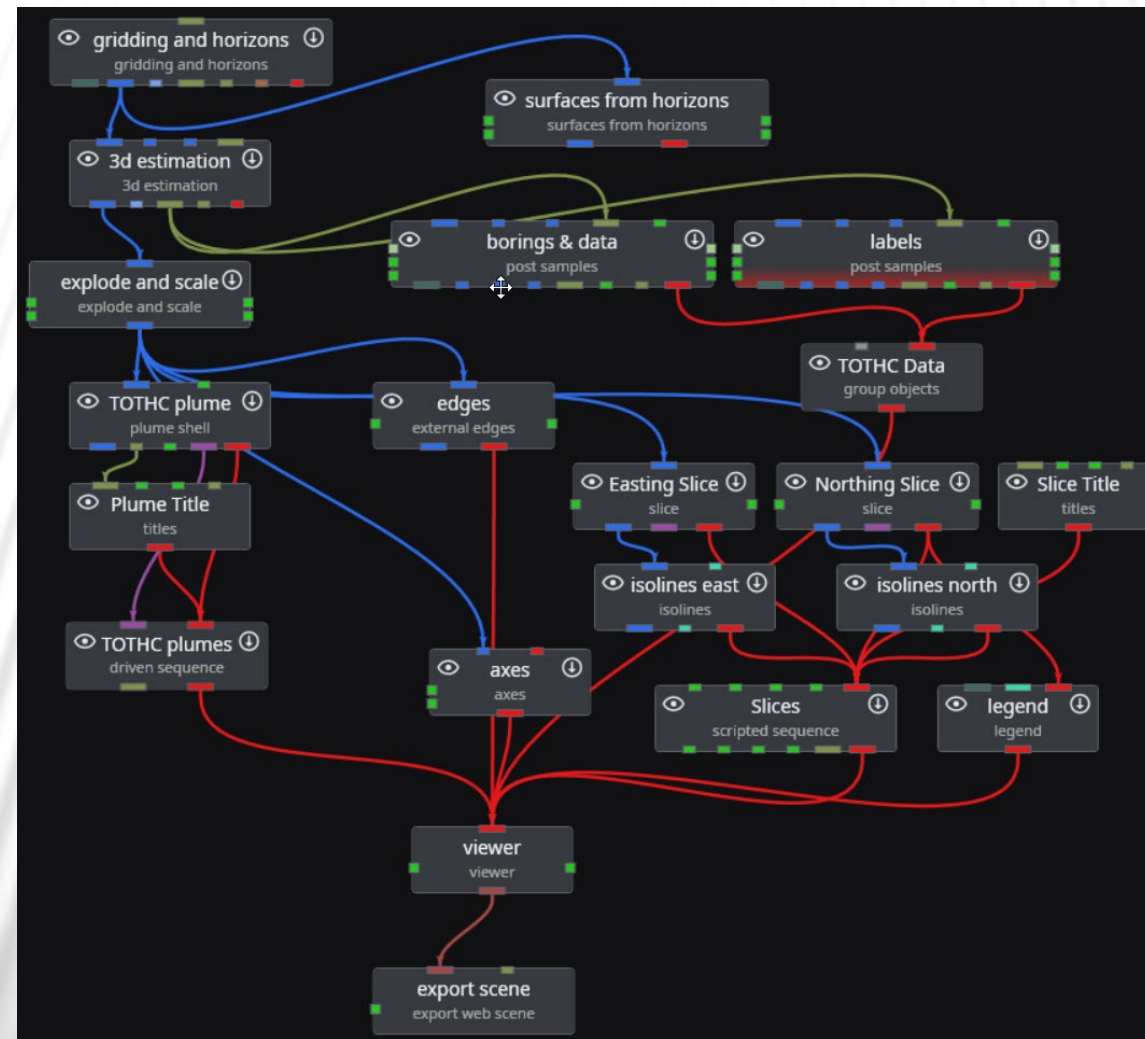 gridding and horizons
gridding and horizons
surfaces from horizons
surfaces from horizons
3d estimation
3d estimation
borings & data
post samples
labels
post samples
explode and scale
explode and scale
TOTHC Data
group objects
TOTHC plume
plume shell
edges
external edges
Easting Slice
slice
Northing Slice
slice
Slice Title
titles
Plume Title
titles
isolines east
isolines
isolines north
isolines
TOTHC plumes
driven sequence
axes
axes
Slices
scripted sequence
legend
legend
viewer
viewer
export scene
export web scene